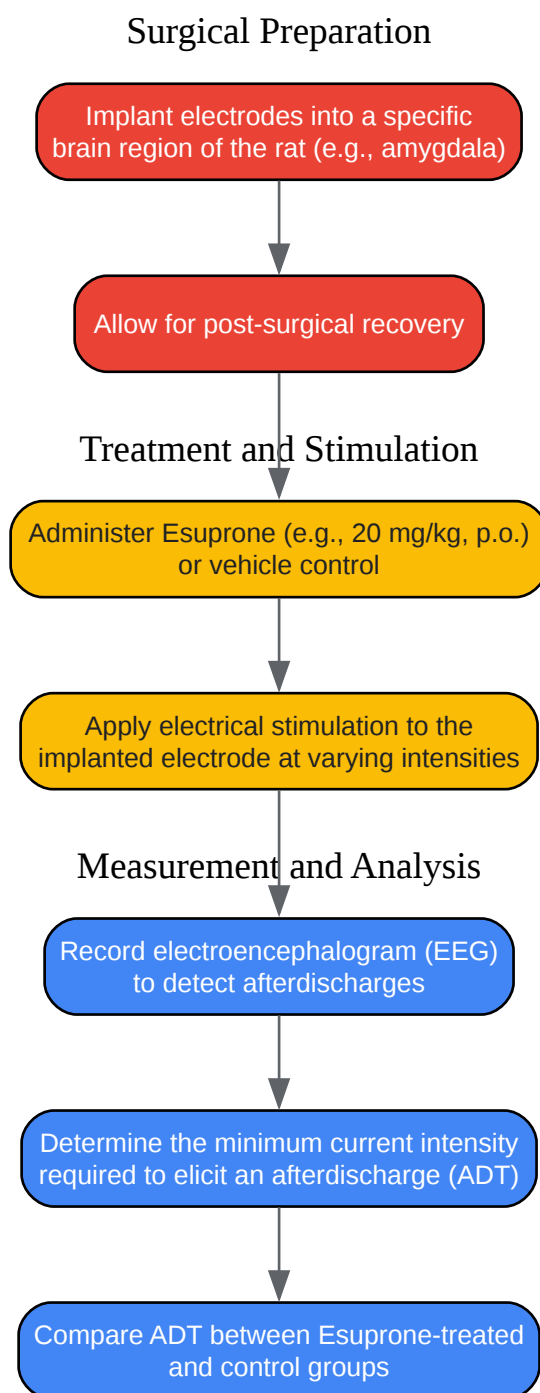 Surgical Preparation
Implant electrodes into a specific
brain region of the rat (e.g., amygdala)
Allow for post-surgical recovery
Treatment and Stimulation
Administer Esuprone (e.g., 20 mg/kg, p.o.)
or vehicle control
Apply electrical stimulation to the
implanted electrode at varying intensities
Measurement and Analysis
Record electroencephalogram (EEG)
to detect afterdischarges
Determine the minimum current intensity
required to elicit an afterdischarge (ADT)
Compare ADT between Esuprone-treated
and control groups